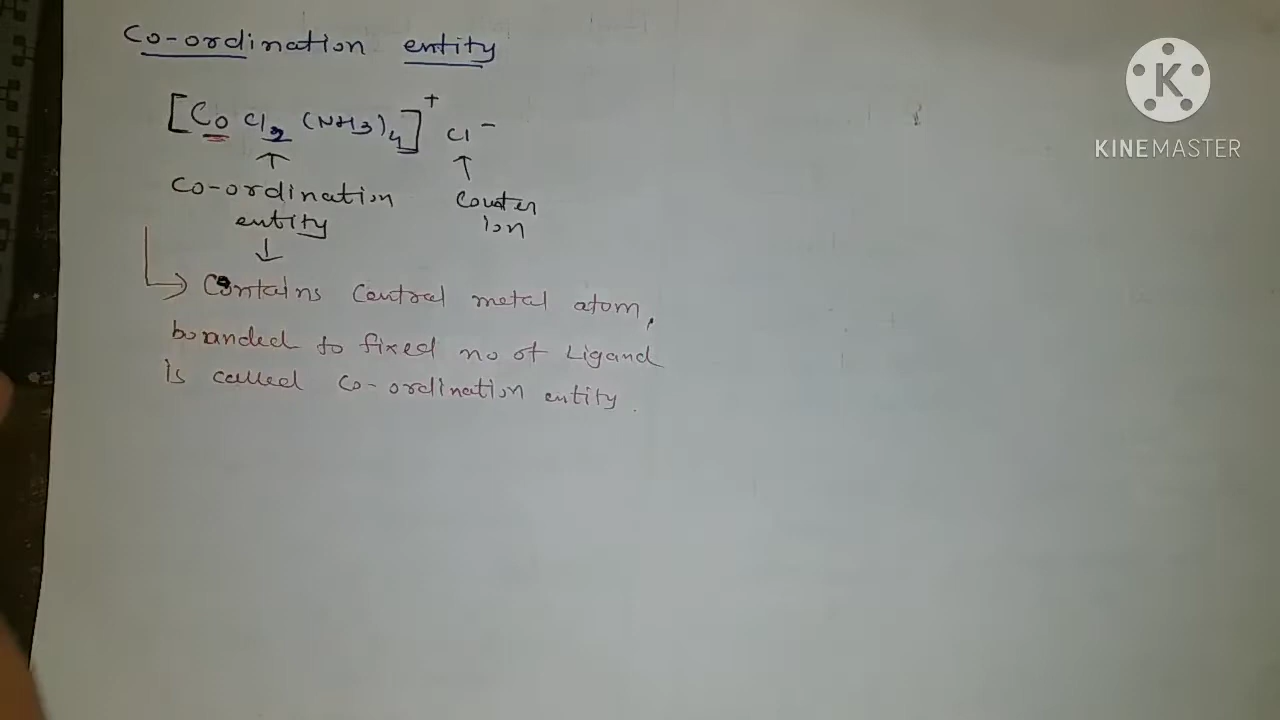 Co-ordination entity
[Co Cl2 (NH3)4]+ Cl-
Co-ordination entity
Counter ion
Contains Central metal atom,
boranded to fixed no of Ligand
is called Co-ordination entity.
K
KINEMASTER